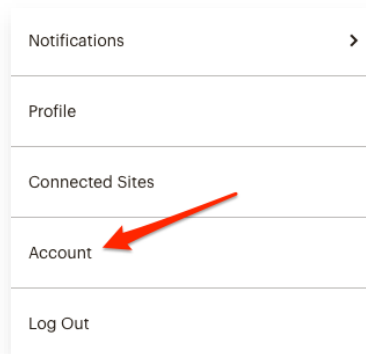 Notifications
Profile
Connected Sites
Account
Log Out